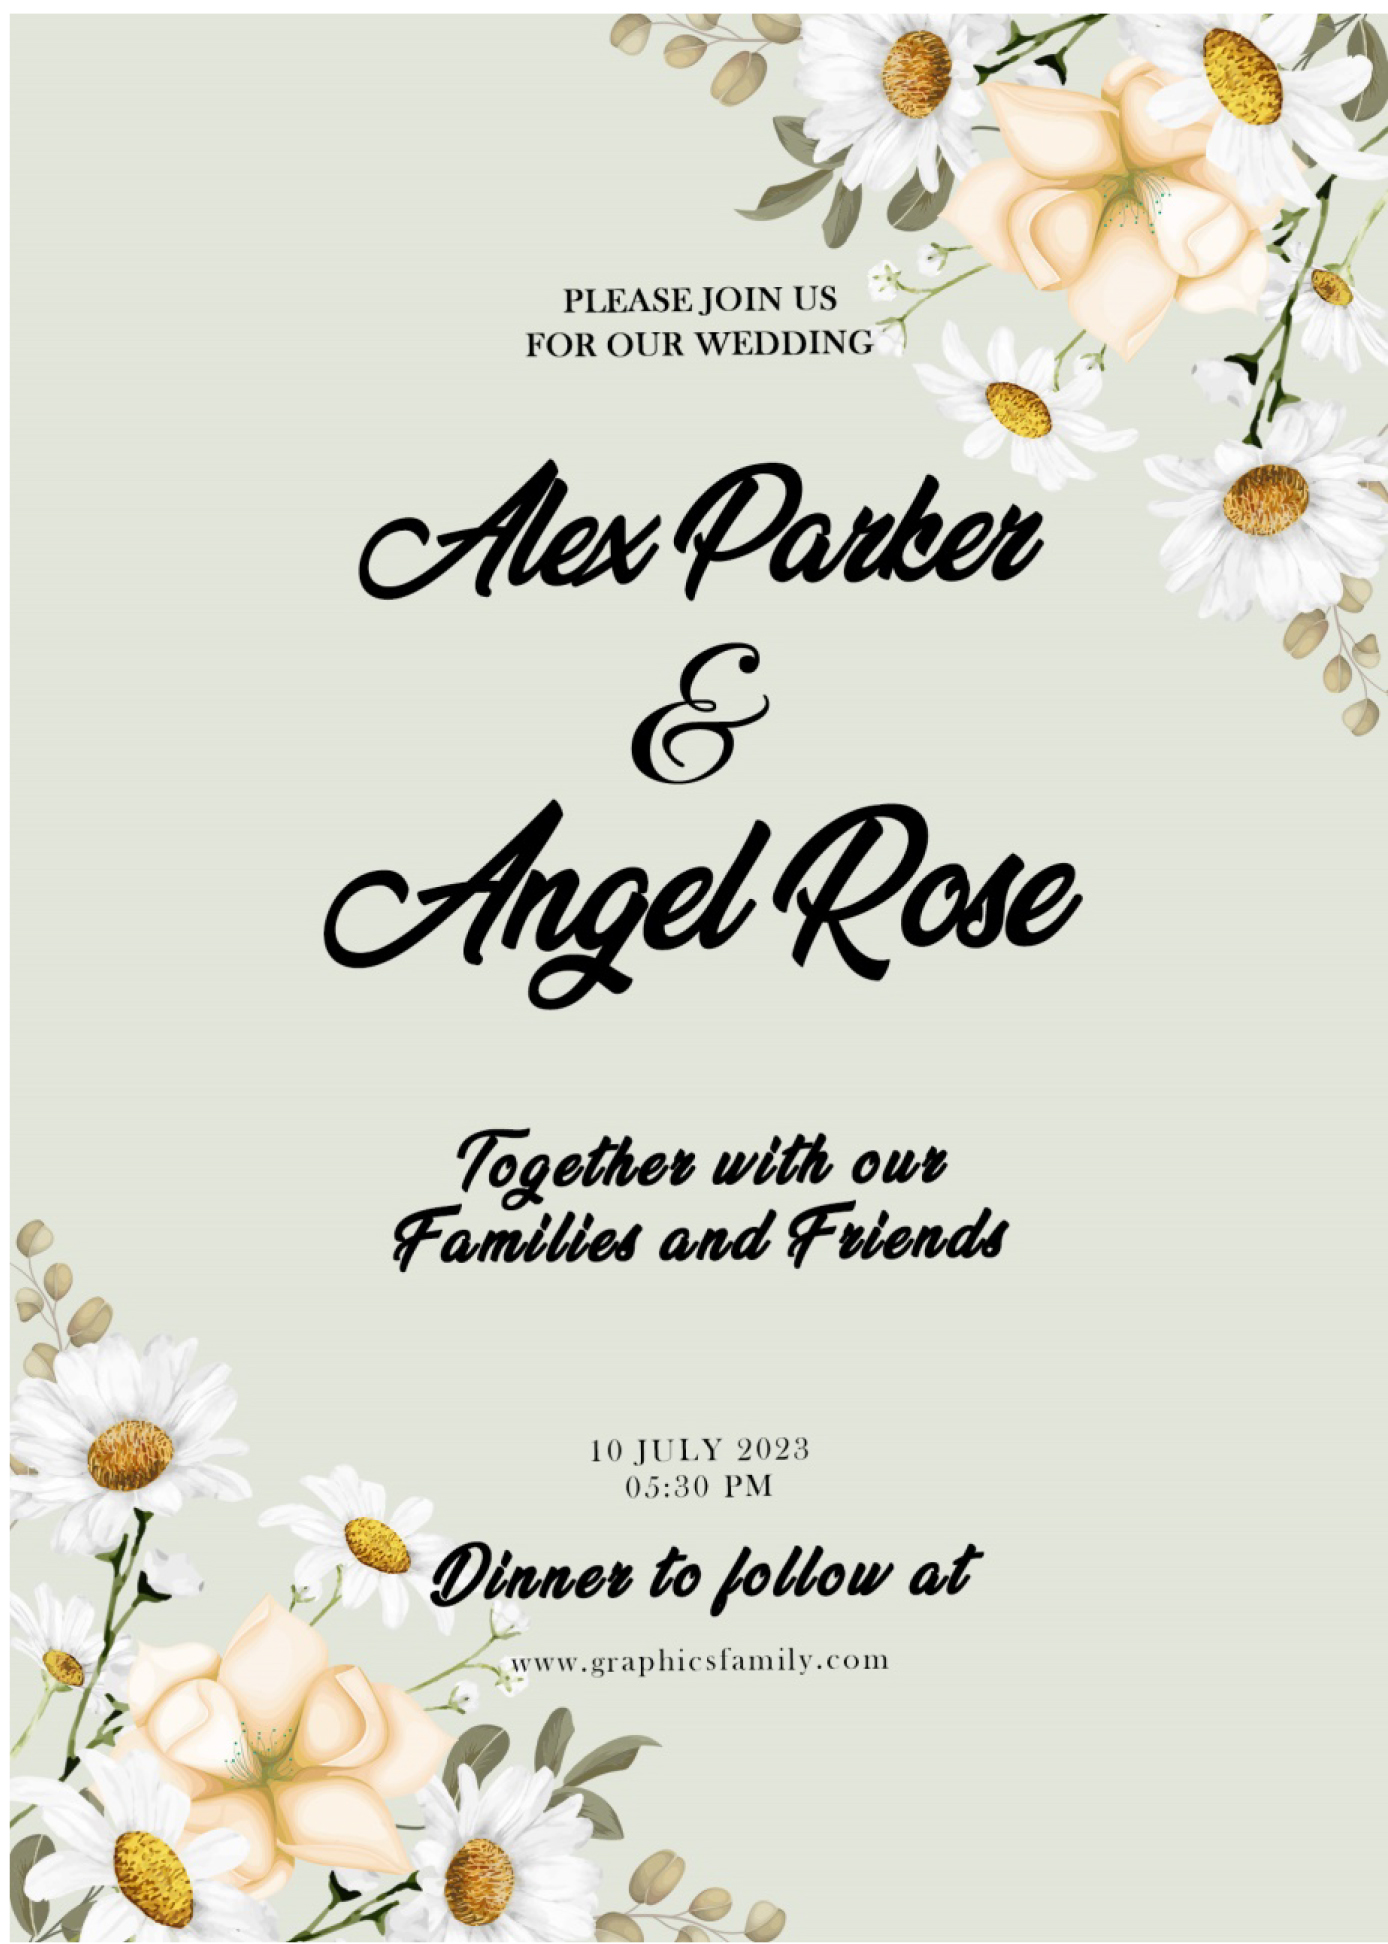 PLEASE JOIN US
FOR OUR WEDDING
Alex Parker
&
Angel Rose
Together with our
Families and Friends
10 JULY 2023
05:30 PM
Dinner to follow at
www.graphicsfamily.com